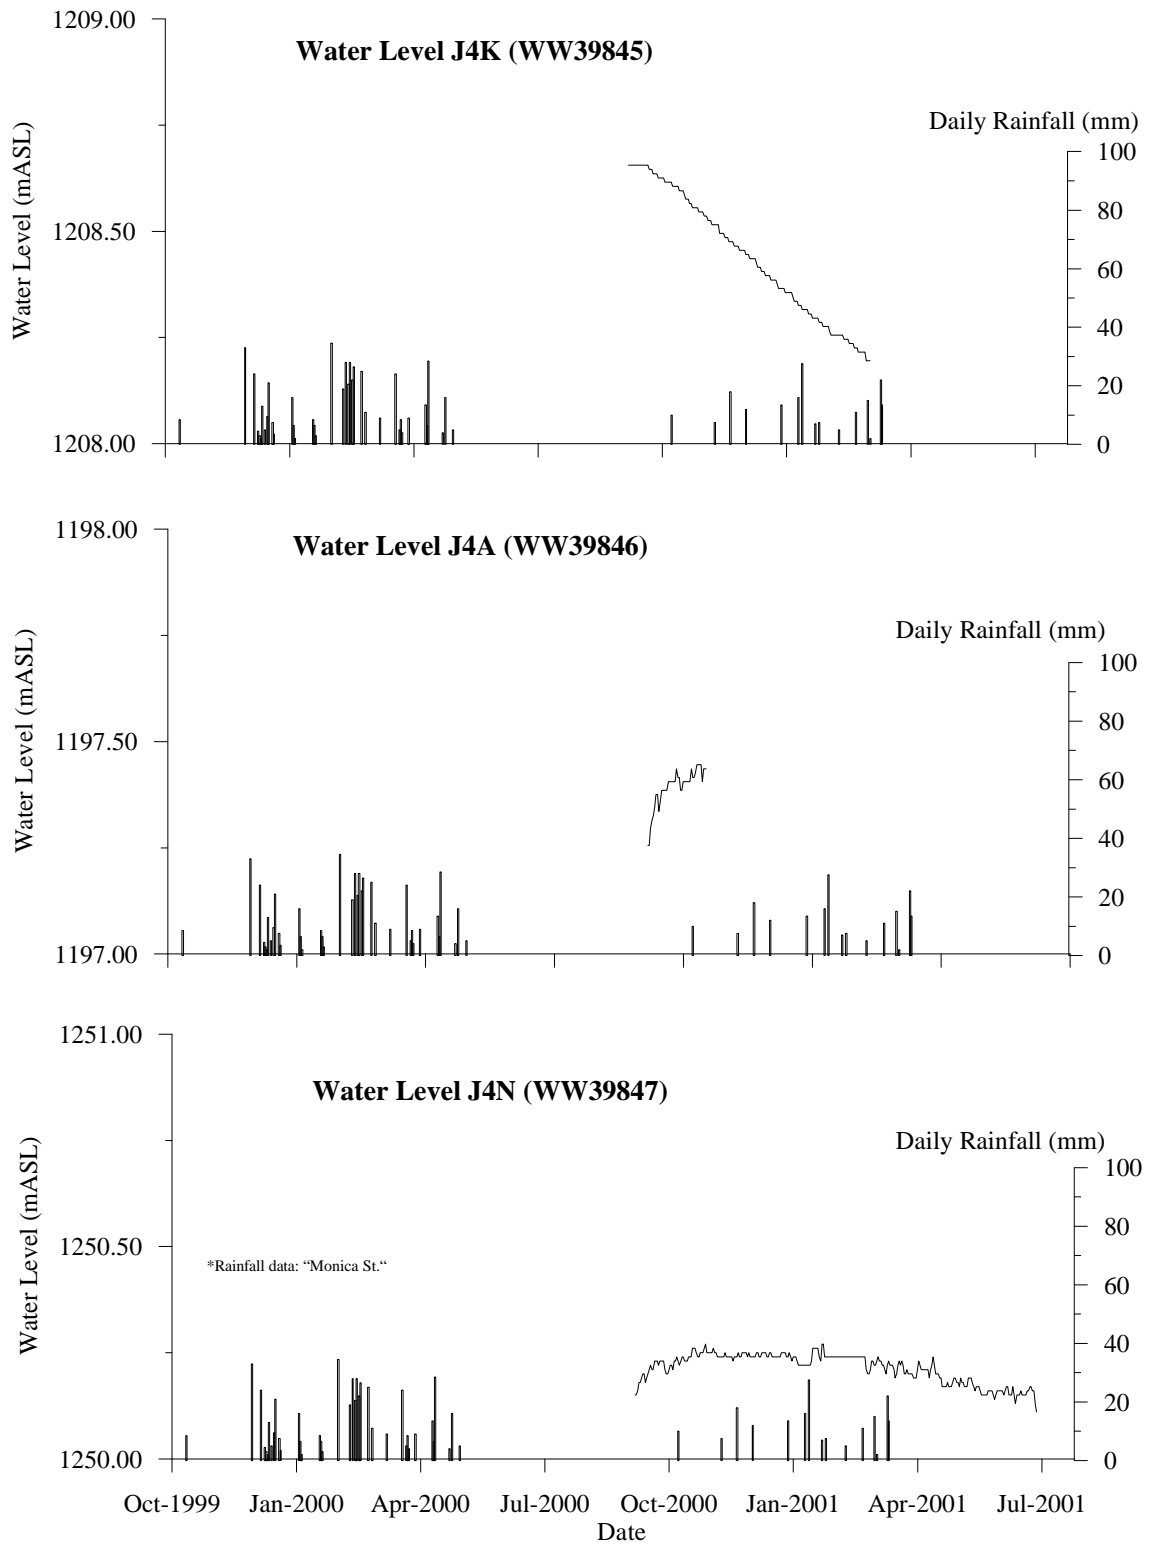 1209.00
Water Level J4K (WW39845)
Daily Rainfall (mm)
Water Level (mASL)
100
80
1208.50
60
40
20
1208.00
0
1198.00
Water Level J4A (WW39846)
Daily Rainfall (mm)
Water Level (mASL)
100
80
1197.50
60
40
20
1197.00
0
1251.00
Water Level J4N (WW39847)
Daily Rainfall (mm)
Water Level (mASL)
100
80
1250.50
*Rainfall data: “Monica St.“
60
40
20
1250.00
0
Oct-1999 Jan-2000 Apr-2000 Jul-2000 Oct-2000 Jan-2001 Apr-2001 Jul-2001
Date